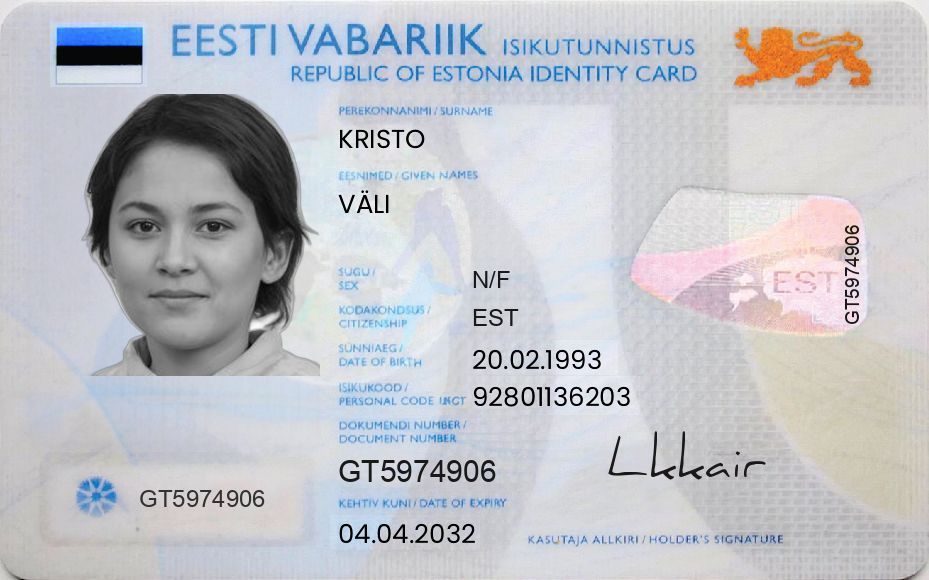 EESTI VABARIIK ISIKUTUNNISTUS
REPUBLIC OF ESTONIA IDENTITY CARD
PEREKONNANIMI / SURNAME
KRISTO
EESNIMED / GIVEN NAMES
VÄLI
SUGU /
SEX
N/F
KODAKONDSUS /
CITIZENSHIP
EST
SÜNNIAEG /
DATE OF BIRTH
20.02.1993
ISIKUKOOD /
PERSONAL CODE
92801136203
DOKUMENDI NUMBER /
DOCUMENT NUMBER
GT5974906
KEHTIV KUNI / DATE OF EXPIRY
04.04.2032
GT5974906
EST
GT5974906
Lkkair
KASUTAJA ALLKIRI / HOLDER'S SIGNATURE